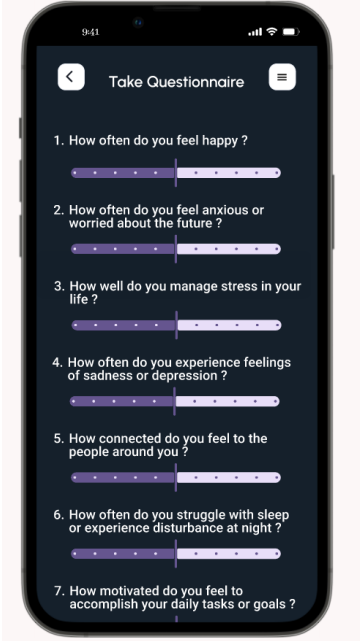 9:41
Take Questionnaire
1. How often do you feel happy ?
2. How often do you feel anxious or
worried about the future ?
3. How well do you manage stress in your
life ?
4. How often do you experience feelings
of sadness or depression ?
5. How connected do you feel to the
people around you ?
6. How often do you struggle with sleep
or experience disturbance at night ?
7. How motivated do you feel to
accomplish your daily tasks or goals ?